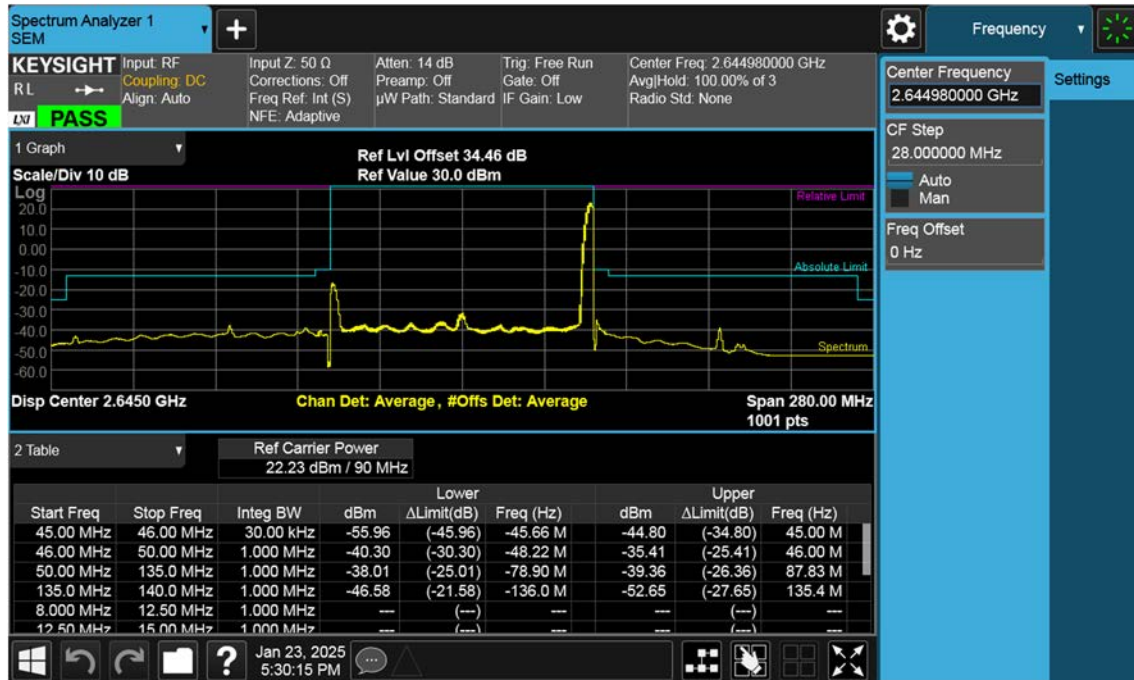 Spectrum Analyzer 1
SEM
+
Frequency
KEYSIGHT
RL
LXI PASS
Input: RF
Coupling: DC
Align: Auto
Input Z: 50 Ω
Corrections: Off
Freq Ref: Int (S)
NFE: Adaptive
Atten: 14 dB
Preamp: Off
µW Path: Standard
Trig: Free Run
Gate: Off
IF Gain: Low
Center Freq: 2.644980000 GHz
Avg|Hold: 100.00% of 3
Radio Std: None
Center Frequency
2.644980000 GHz
Settings
CF Step
28.000000 MHz
Auto
Man
Freq Offset
0 Hz
1 Graph
Ref Lvl Offset 34.46 dB
Scale/Div 10 dB
Ref Value 30.0 dBm
Log
Relative Limit
20.0
10.0
0.00
-10.0
Absolute Limit
-20.0
-30.0
-40.0
-50.0
Spectrum
-60.0
Disp Center 2.6450 GHz
Chan Det: Average, #Offs Det: Average
Span 280.00 MHz
1001 pts
2 Table
Ref Carrier Power
22.23 dBm / 90 MHz
Lower Upper
Start Freq Stop Freq Integ BW dBm ΔLimit(dB) Freq (Hz) dBm ΔLimit(dB) Freq (Hz)
45.00 MHz 46.00 MHz 30.00 kHz -55.96 (-45.96) -45.66 M -44.80 (-34.80) 45.00 M
46.00 MHz 50.00 MHz 1.000 MHz -40.30 (-30.30) -48.22 M -35.41 (-25.41) 46.00 M
50.00 MHz 135.0 MHz 1.000 MHz -38.01 (-25.01) -78.90 M -39.36 (-26.36) 87.83 M
135.0 MHz 140.0 MHz 1.000 MHz -46.58 (-21.58) -136.0 M -52.65 (-27.65) 135.4 M
8.000 MHz 12.50 MHz 1.000 MHz --- (---) --- --- (---) ---
12.50 MHz 15.00 MHz 1.000 MHz --- (---) --- --- (---) ---
?
Jan 23, 2025
5:30:15 PM